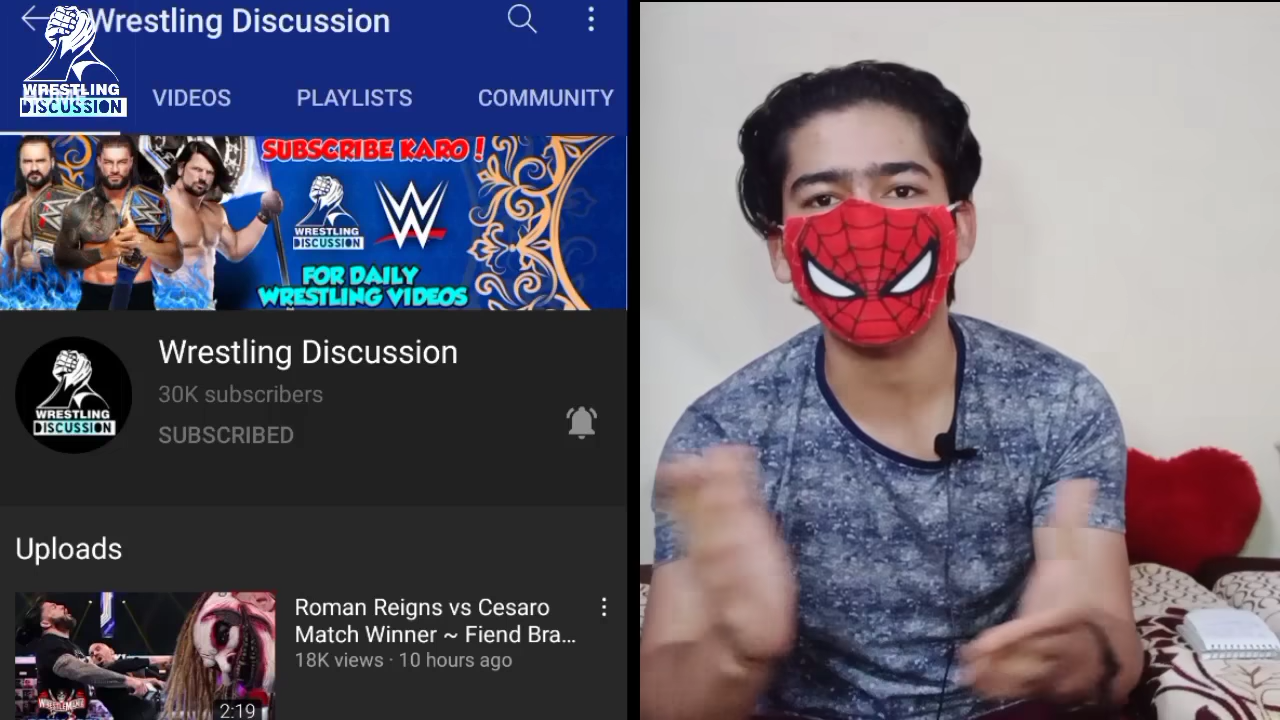 Wrestling Discussion
WRESTLING
DISCUSSION
VIDEOS
PLAYLISTS
COMMUNITY
SUBSCRIBE KARO!
WRESTLING
DISCUSSION
W
FOR DAILY
WRESTLING VIDEOS
WRESTLING
DISCUSSION
Wrestling Discussion
30K subscribers
SUBSCRIBED
Uploads
Roman Reigns vs Cesaro
Match Winner ~ Fiend Bra...
18K views · 10 hours ago
WRESTLEMANIA
2:19